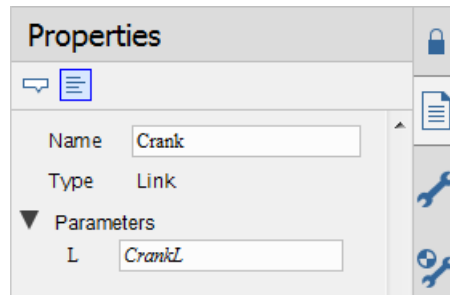 Properties
Name Crank
Type Link
Parameters
L CrankL